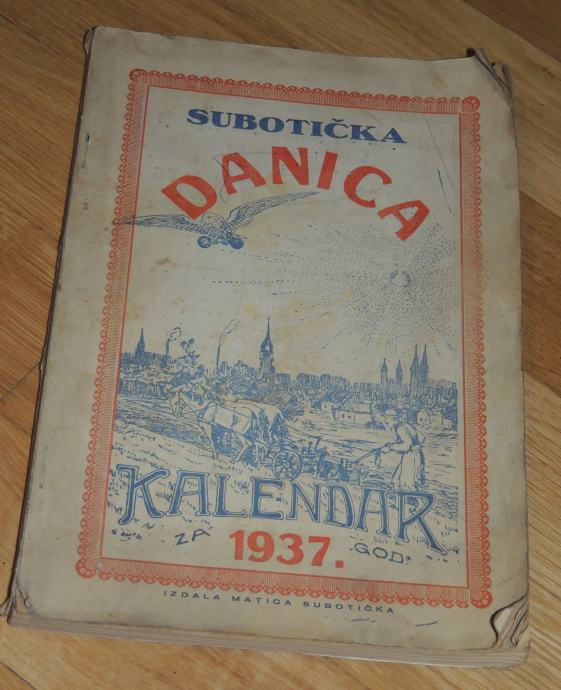 SUBOTIČKA
DANICA
KALENDAR
ZA 1937. GOD.
IZDALA MATICA SUBOTIČKA